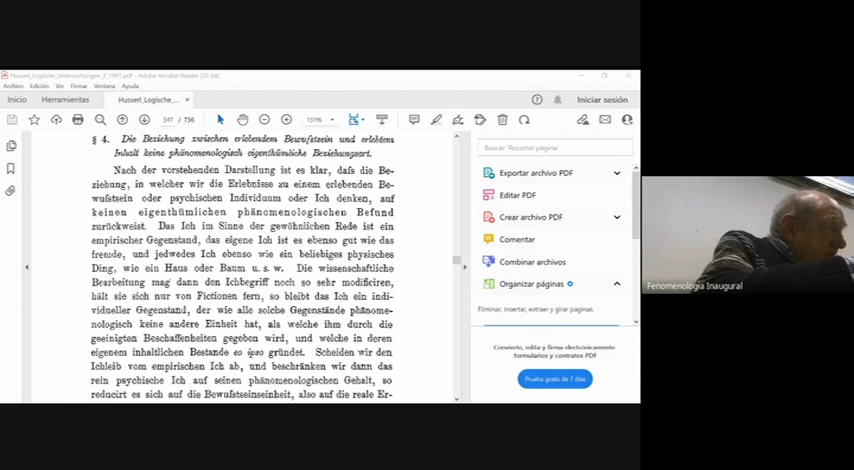 Husserl_Logische_Untersuchungen_2_1901.pdf - Adobe Acrobat Reader (32-bit)
Archivo Edición Ver Firmar Ventana Ayuda
Inicio Herramientas Husserl_Logische_... × Iniciar sesión
347 / 736 131%
§ 4. Die Beziehung zwischen erlebendem Bewufstsein und erlebtem
Inhalt keine phänomenologisch eigenthümliche Beziehungsart.
Nach der vorstehenden Darstellung ist es klar, dafs die Be-
ziehung, in welcher wir die Erlebnisse zu einem erlebenden Be-
wufstsein oder psychischen Individuum oder Ich denken, auf
keinen eigenthümlichen phänomenologischen Befund
zurückweist. Das Ich im Sinne der gewöhnlichen Rede ist ein
empirischer Gegenstand, das eigene Ich ist es ebenso gut wie das
fremde, und jedwedes Ich ebenso wie ein beliebiges physisches
Ding, wie ein Haus oder Baum u. s. w. Die wissenschaftliche
Bearbeitung mag dann den Ichbegriff noch so sehr modificiren,
hält sie sich nur von Fictionen fern, so bleibt das Ich ein indi-
vidueller Gegenstand, der wie alle solche Gegenstände phänome-
nologisch keine andere Einheit hat, als welche ihm durch die
geeinigten Beschaffenheiten gegeben wird, und welche in deren
eigenem inhaltlichen Bestande eo ipso gründet. Scheiden wir den
Ichleib vom empirischen Ich ab, und beschränken wir dann das
rein psychische Ich auf seinen phänomenologischen Gehalt, so
reducirt es sich auf die Bewufstseinseinheit, also auf die reale Er-
Buscar 'Recortar página'
Exportar archivo PDF
Editar PDF
Crear archivo PDF
Comentar
Combinar archivos
Organizar páginas
Eliminar, insertar, extraer y girar páginas.
Convierte, edita y firma electrónicamente
formularios y contratos PDF
Prueba gratis de 7 días
Fenomenología Inaugural